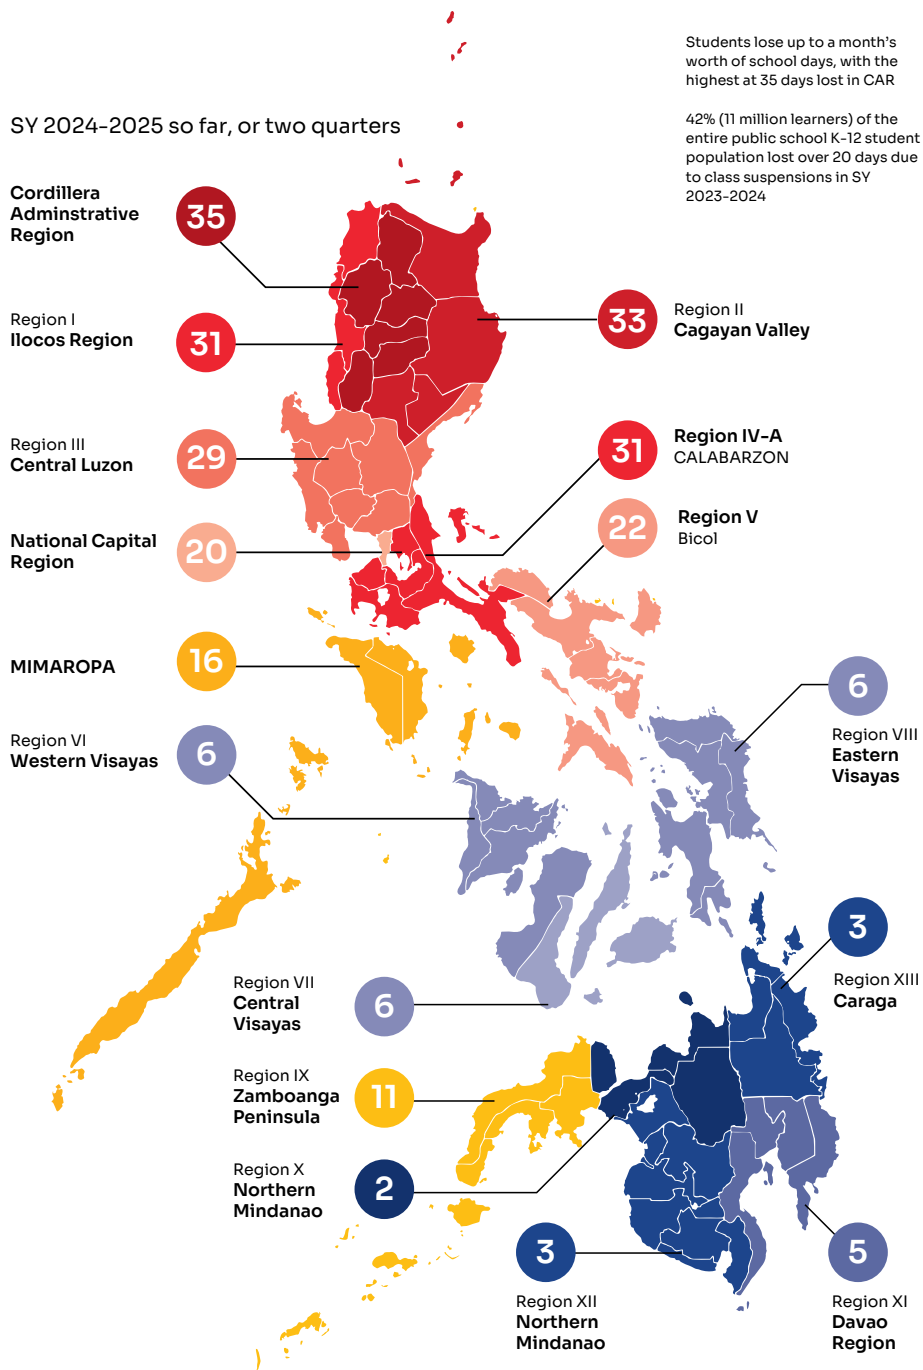 Students lose up to a month's
worth of school days, with the
highest at 35 days lost in CAR
42% (11 million learners) of the
entire public school K-12 student
population lost over 20 days due
to class suspensions in SY
2023-2024
SY 2024-2025 so far, or two quarters
Cordillera
Adminstrative
Region
35
Region I
Ilocos Region
31
33
Region II
Cagayan Valley
Region III
Central Luzon
29
31
Region IV-A
CALABARZON
National Capital
Region
20
22
Region V
Bicol
MIMAROPA
16
6
Region VIII
Eastern
Visayas
Region VI
Western Visayas
6
3
Region XIII
Caraga
Region VII
Central
Visayas
6
Region IX
Zamboanga
Peninsula
11
Region X
Northern
Mindanao
2
3
Region XII
Northern
Mindanao
5
Region XI
Davao
Region